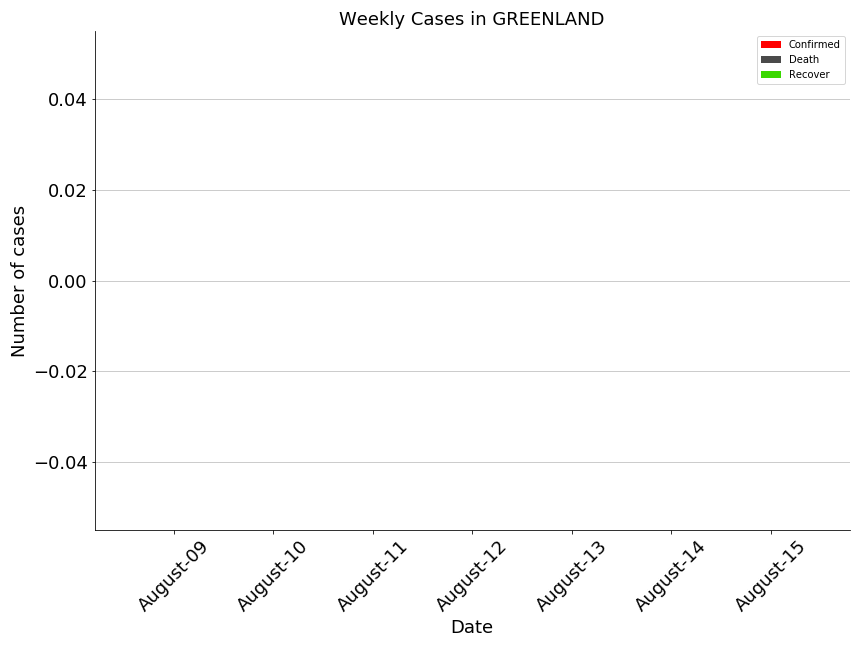 Weekly Cases in GREENLAND
Confirmed
Death
Recover
Number of cases
0.04
0.02
0.00
−0.02
−0.04
August-09
August-10
August-11
August-12
August-13
August-14
August-15
Date